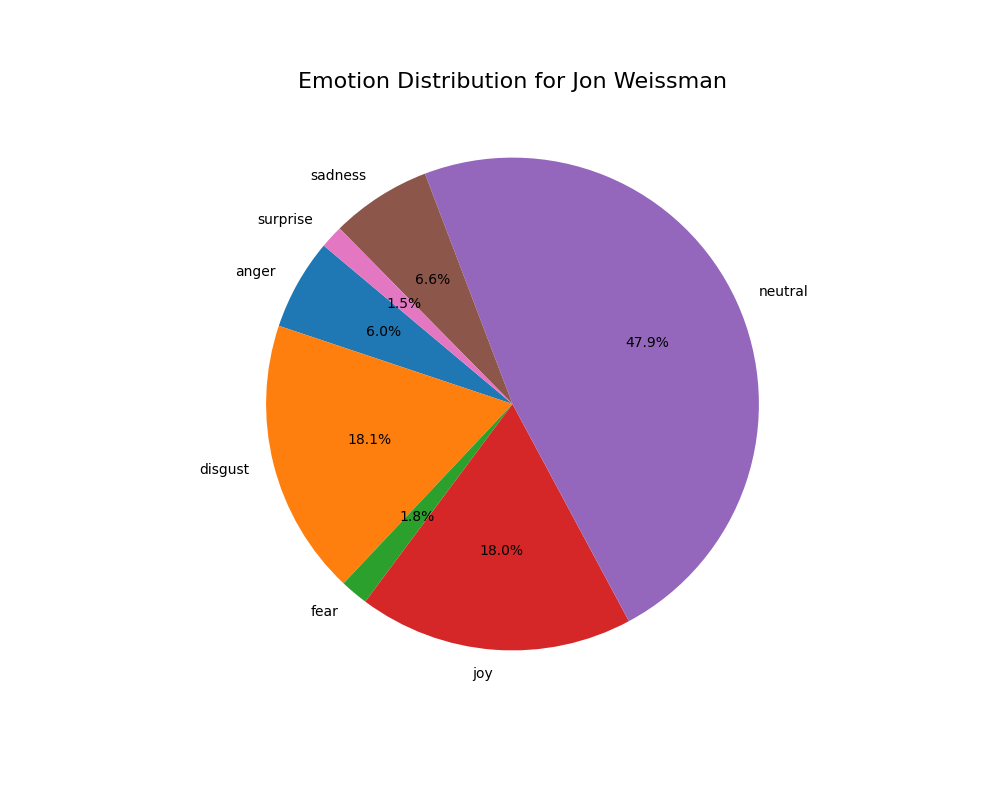 Emotion Distribution for Jon Weissman
sadness
surprise
anger
6.6%
neutral
1.5%
6.0%
47.9%
18.1%
disgust
1.8%
18.0%
fear
joy